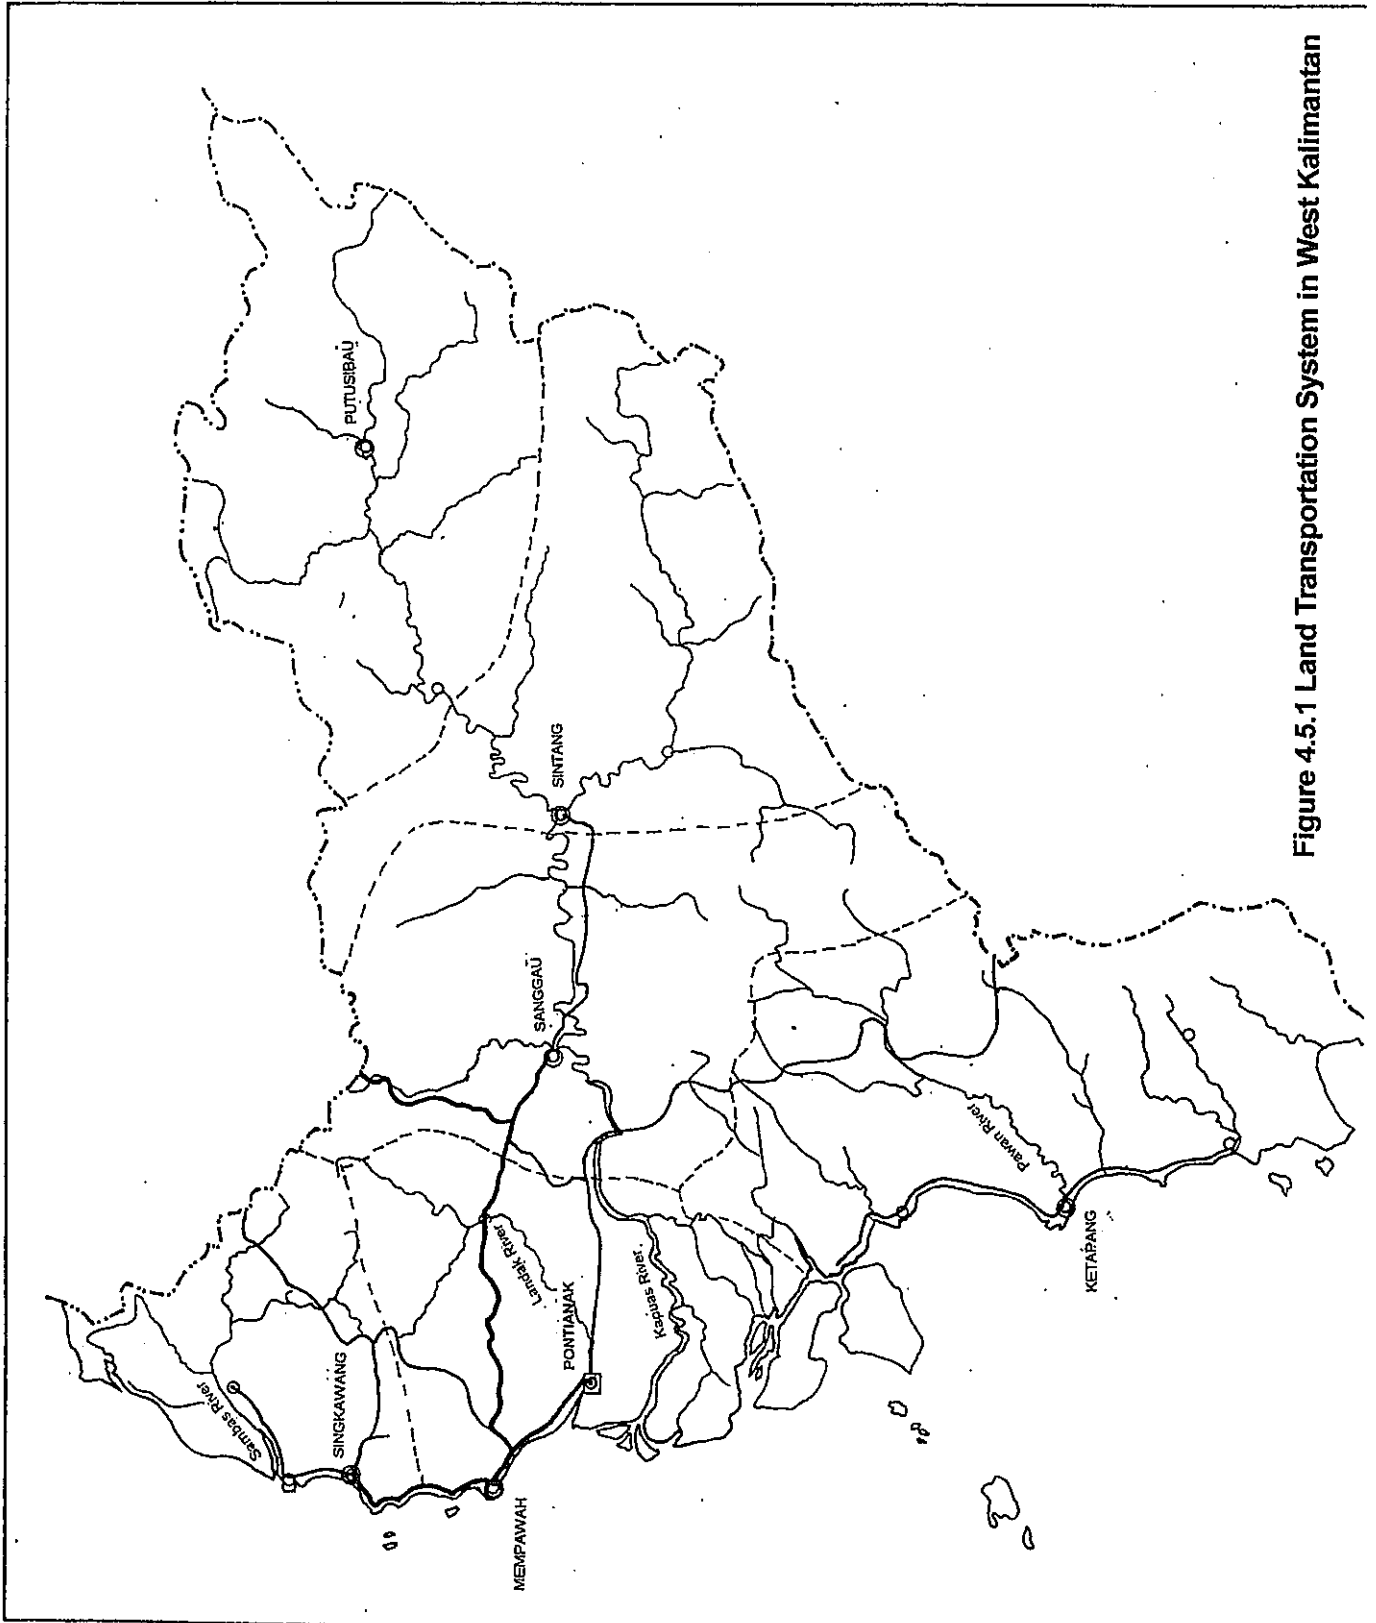 Sambas River
SINGKAWANG
MEMPAWAH
PONTIANAK
Landak River
Kapuas River
SANGGAU
SINTANG
PUTUSIBAU
Pawan River
KETAPANG
Figure 4.5.1 Land Transportation System in West Kalimantan